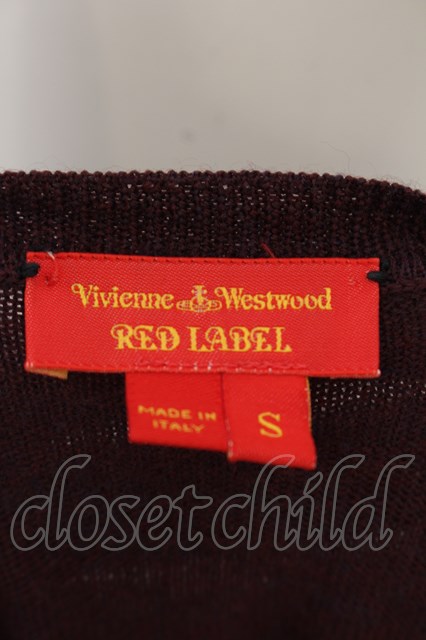 Vivienne Westwood
RED LABEL
MADE IN
ITALY
S
closet child